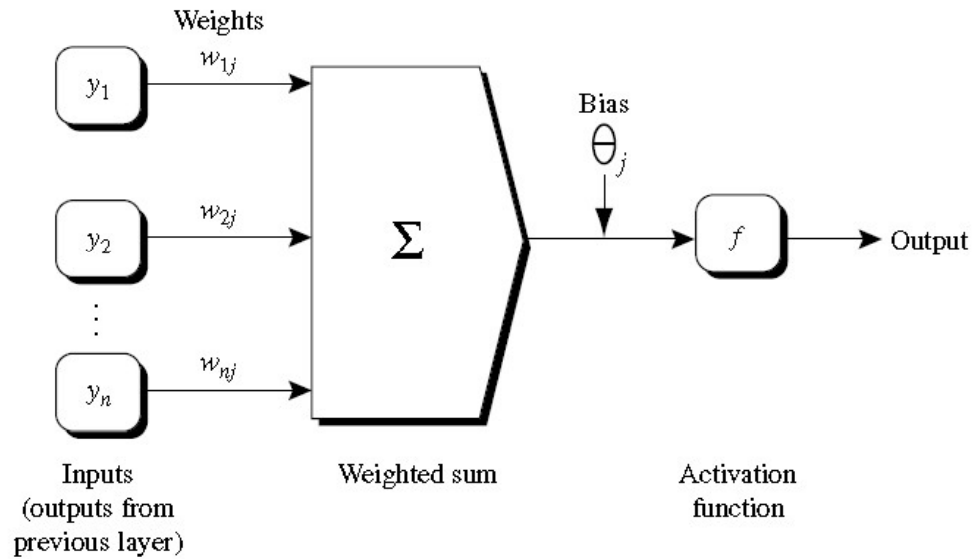 Weights
y₁
w₁ⱼ
Bias
θⱼ
y₂
w₂ⱼ
Σ
f
Output
⋮
yₙ
wₙⱼ
Inputs
(outputs from
previous layer)
Weighted sum
Activation
function